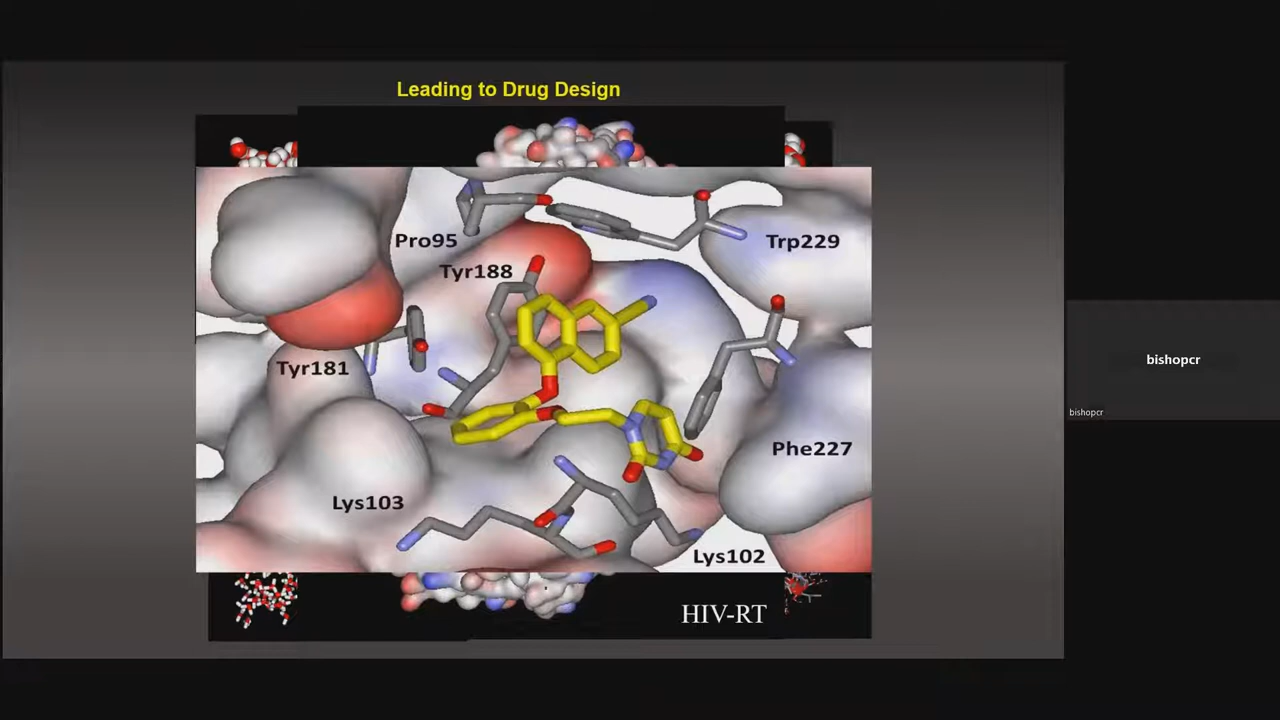 Leading to Drug Design
Pro95
Trp229
Tyr188
Tyr181
bishopcr
bishopcr
Phe227
Lys103
Lys102
HIV-RT